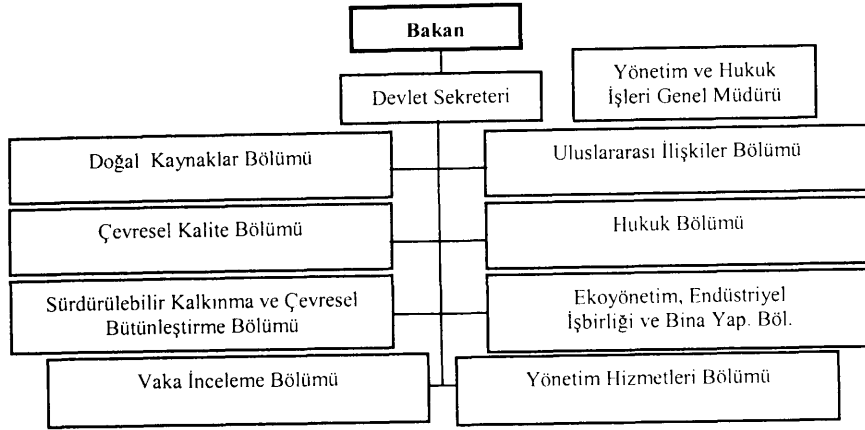 Bakan
Devlet Sekreteri
Yönetim ve Hukuk
İşleri Genel Müdürü
Doğal Kaynaklar Bölümü
Uluslararası İlişkiler Bölümü
Çevresel Kalite Bölümü
Hukuk Bölümü
Sürdürülebilir Kalkınma ve Çevresel
Bütünleştirme Bölümü
Ekoyönetim, Endüstriyel
İşbirliği ve Bina Yap. Böl.
Vaka İnceleme Bölümü
Yönetim Hizmetleri Bölümü